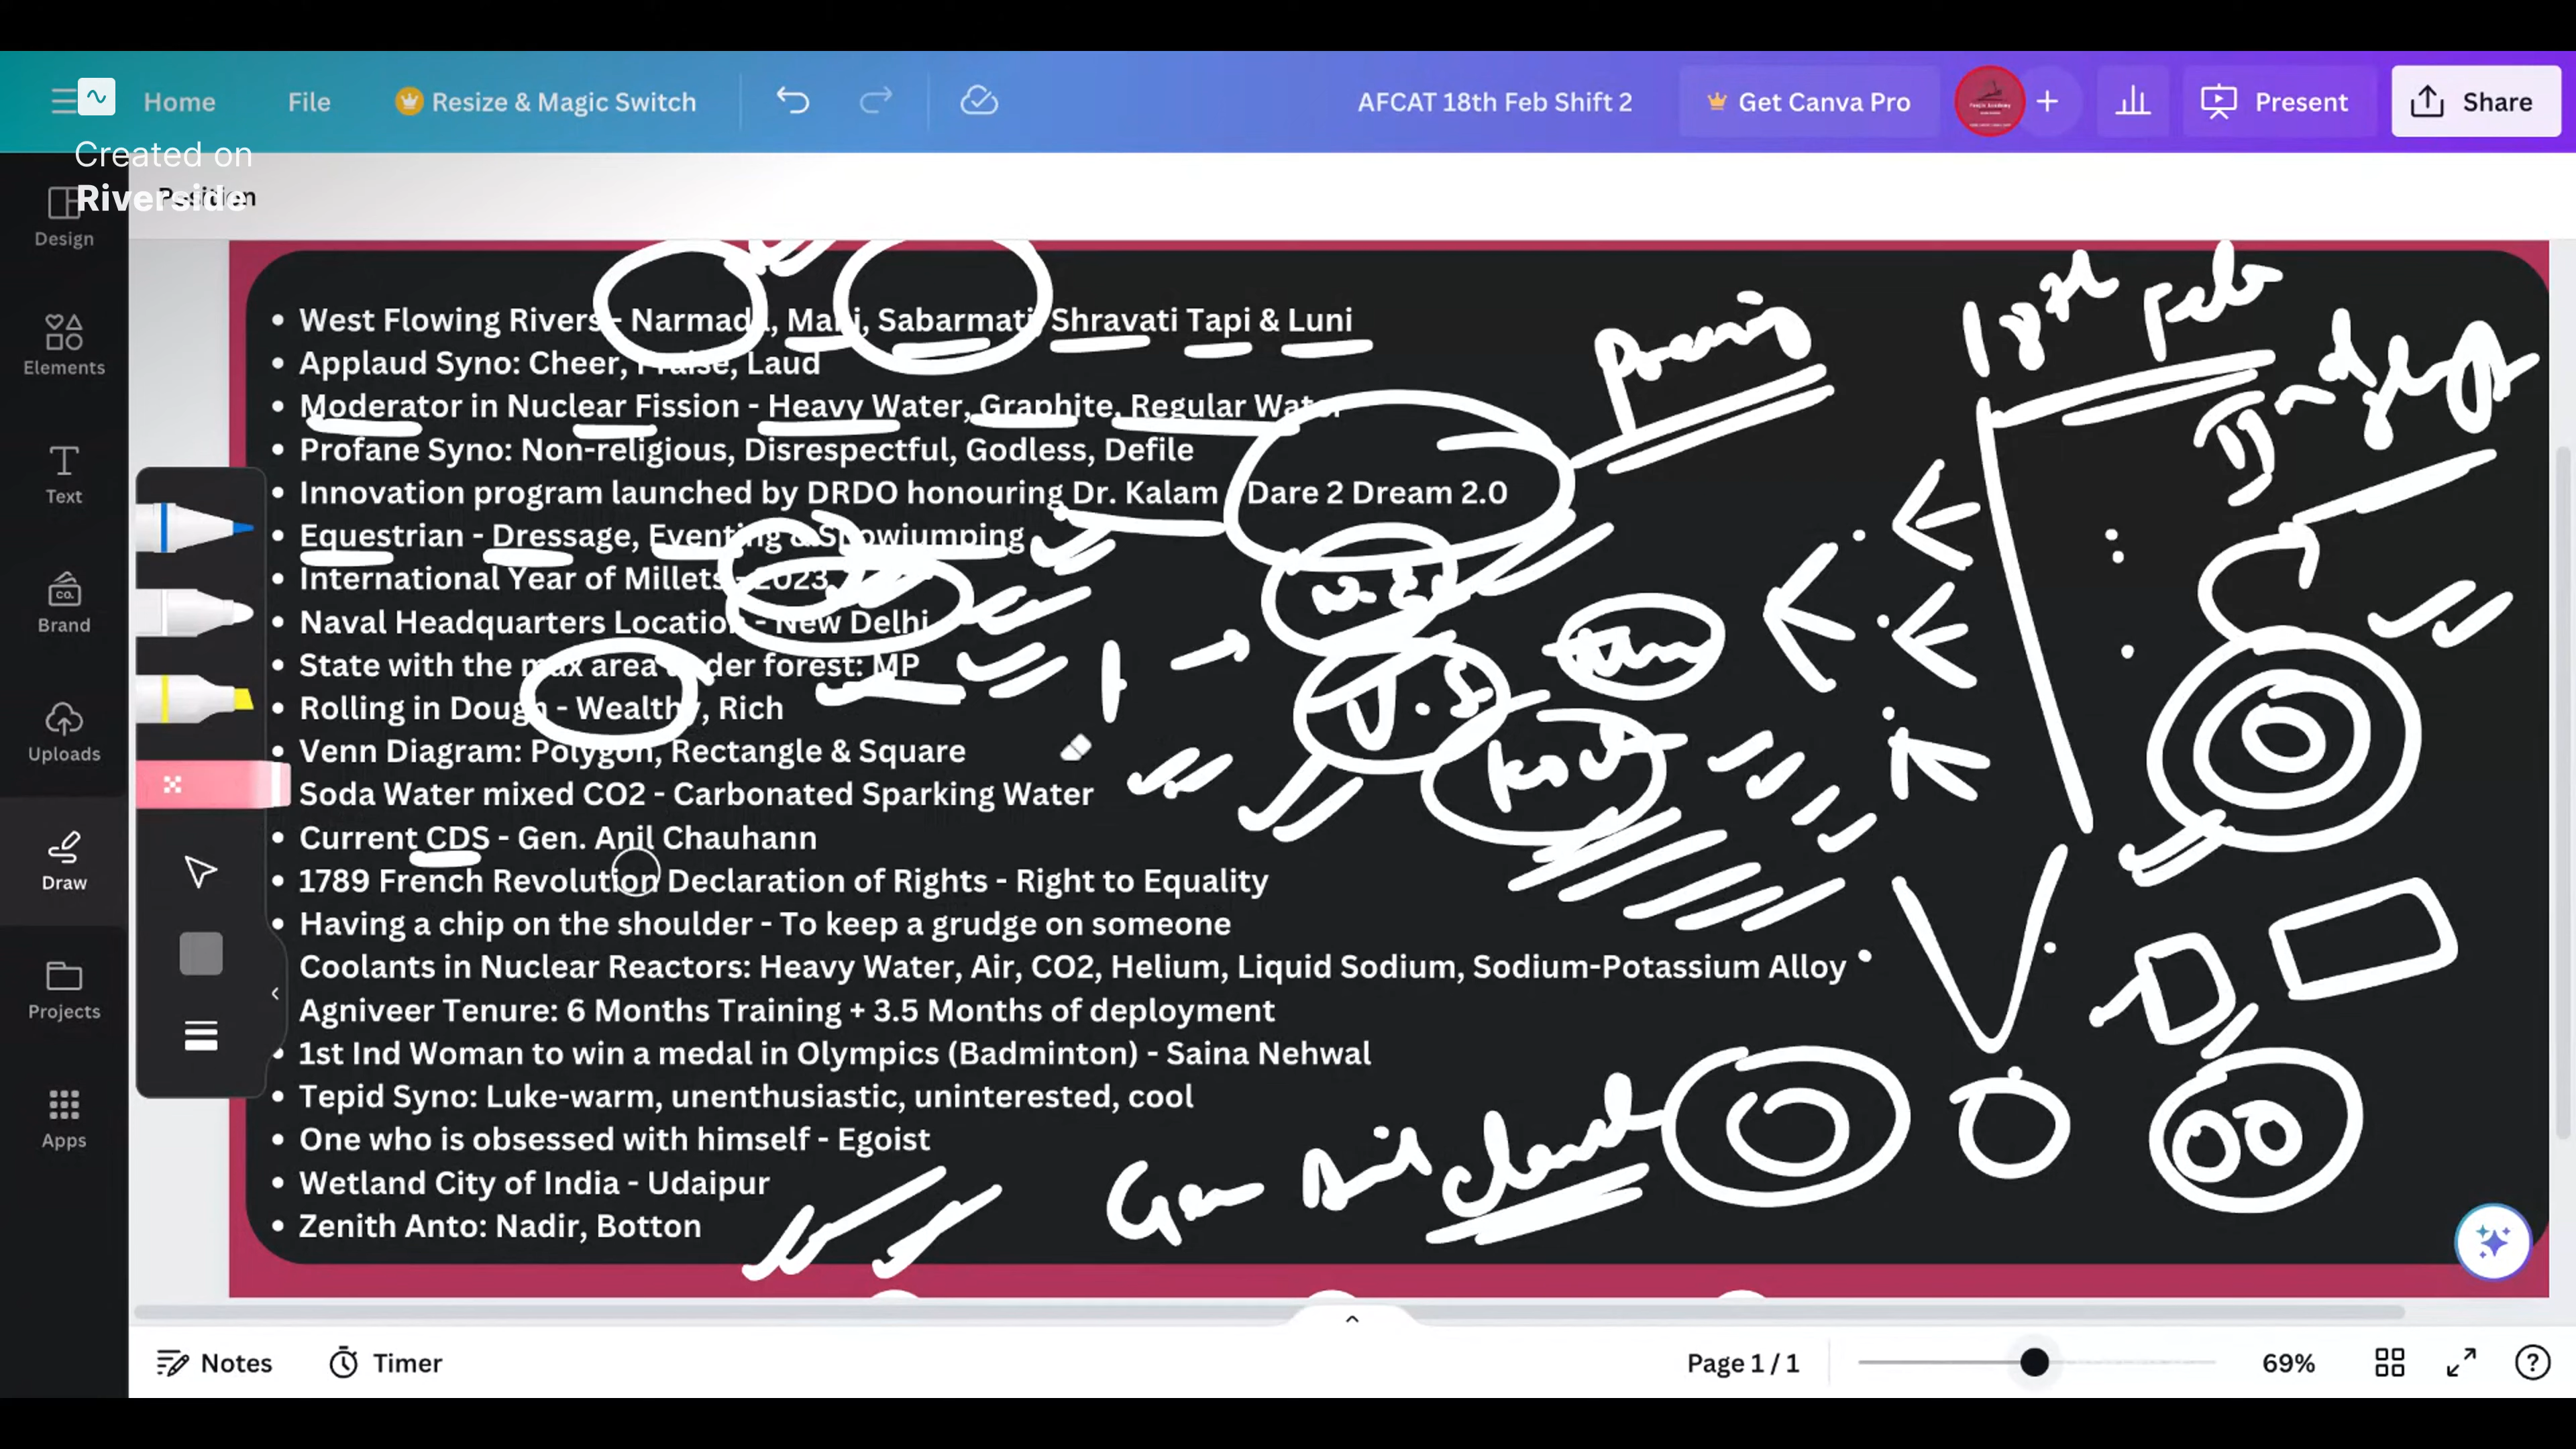 Home File Resize & Magic Switch AFCAT 18th Feb Shift 2 Get Canva Pro Present Share
Created on
Riverside
Position
Design
Elements
Text
Brand
Uploads
Draw
Projects
Apps
• West Flowing Rivers - Narmada, Mahi, Sabarmati, Shravati Tapi & Luni
• Applaud Syno: Cheer, Praise, Laud
• Moderator in Nuclear Fission - Heavy Water, Graphite, Regular Water
• Profane Syno: Non-religious, Disrespectful, Godless, Defile
• Innovation program launched by DRDO honouring Dr. Kalam - Dare 2 Dream 2.0
• Equestrian - Dressage, Eventing & Showjumping
• International Year of Millets - 2023
• Naval Headquarters Location - New Delhi
• State with the max area under forest: MP
• Rolling in Dough - Wealthy, Rich
• Venn Diagram: Polygon, Rectangle & Square
• Soda Water mixed CO2 - Carbonated Sparking Water
• Current CDS - Gen. Anil Chauhann
• 1789 French Revolution Declaration of Rights - Right to Equality
• Having a chip on the shoulder - To keep a grudge on someone
Coolants in Nuclear Reactors: Heavy Water, Air, CO2, Helium, Liquid Sodium, Sodium-Potassium Alloy
Agniveer Tenure: 6 Months Training + 3.5 Months of deployment
• 1st Ind Woman to win a medal in Olympics (Badminton) - Saina Nehwal
• Tepid Syno: Luke-warm, unenthusiastic, uninterested, cool
• One who is obsessed with himself - Egoist
• Wetland City of India - Udaipur
• Zenith Anto: Nadir, Botton
18th Feb
Gen Anil
Notes Timer Page 1 / 1 69%